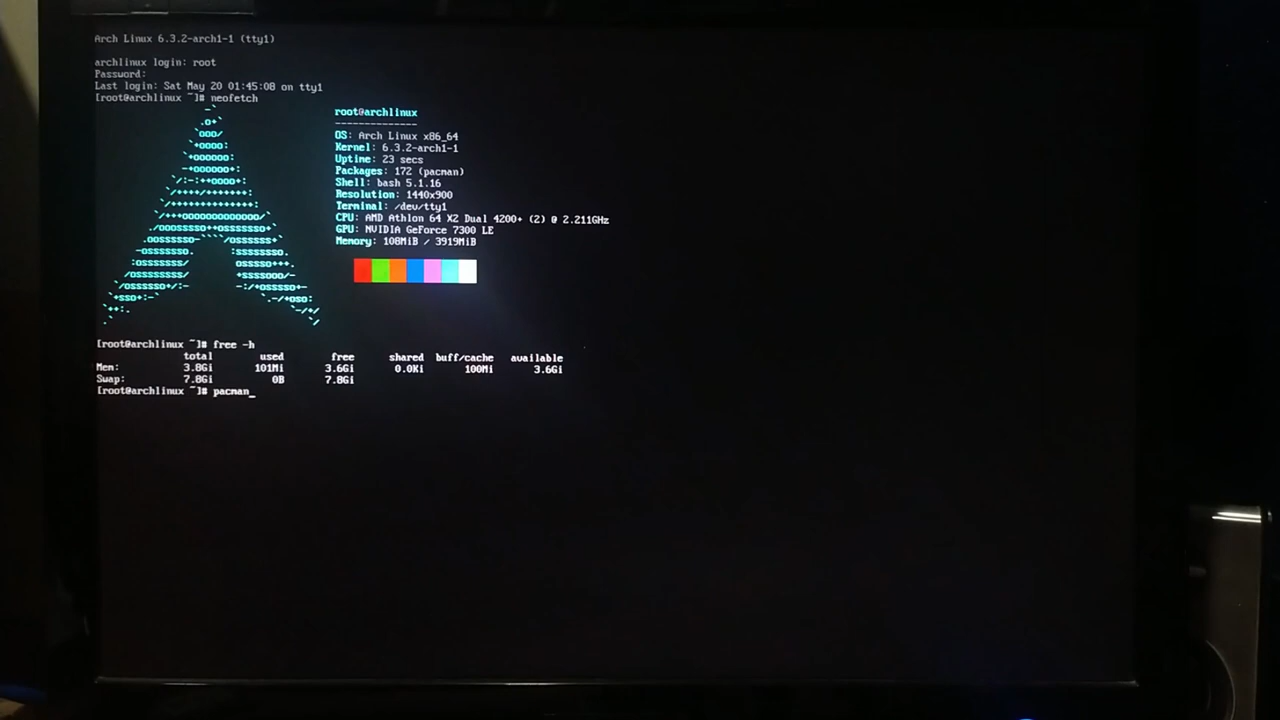 Arch Linux 6.3.2-arch1-1 (tty1)
archlinux login: root
Password:
Last login: Sat May 20 01:45:08 on tty1
[root@archlinux ~]# neofetch
root@archlinux
--------------
OS: Arch Linux x86_64
Kernel: 6.3.2-arch1-1
Uptime: 23 secs
Packages: 172 (pacman)
Shell: bash 5.1.16
Resolution: 1440x900
Terminal: /dev/tty1
CPU: AMD Athlon 64 X2 Dual 4200+ (2) @ 2.211GHz
GPU: NVIDIA GeForce 7300 LE
Memory: 108MiB / 3919MiB
[root@archlinux ~]# free -h
total used free shared buff/cache available
Mem: 3.8Gi 101Mi 3.6Gi 0.0Ki 100Mi 3.6Gi
Swap: 7.8Gi 0B 7.8Gi
[root@archlinux ~]# pacman_